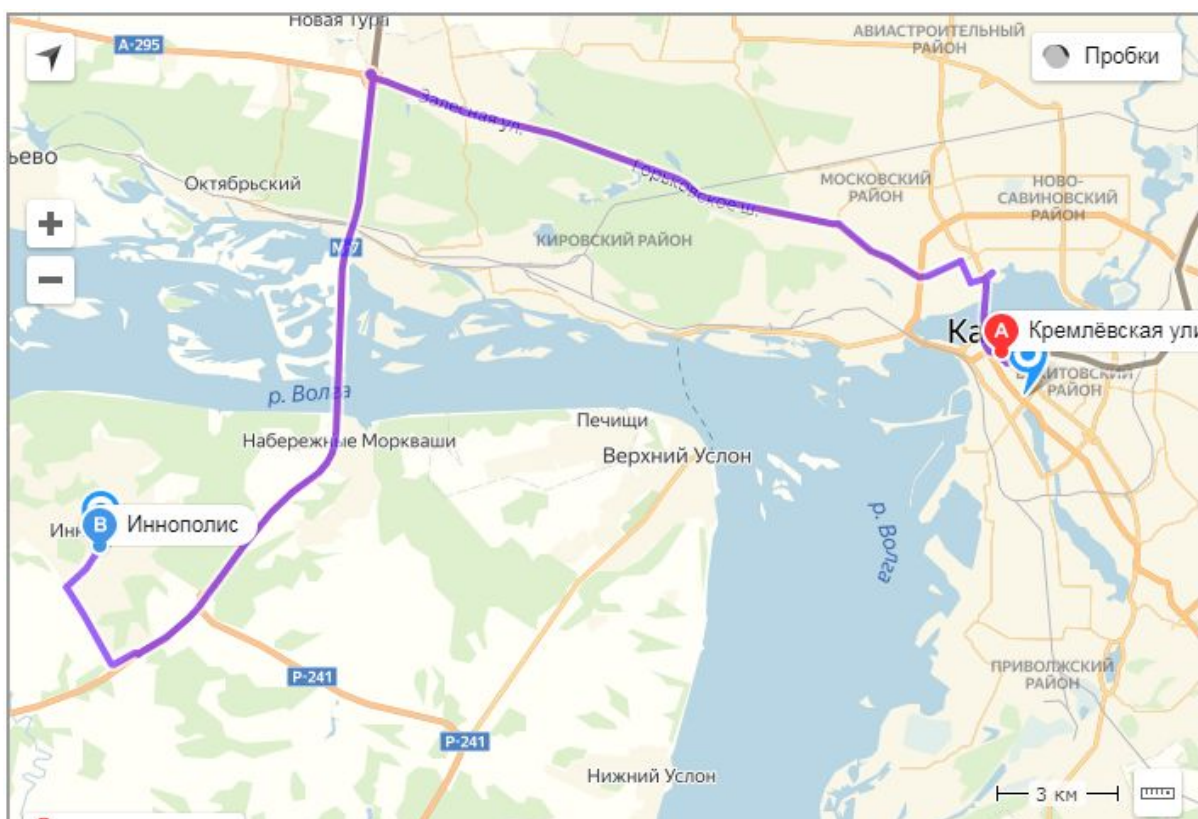 Новая Тура
А-295
АВИАСТРОИТЕЛЬНЫЙ
РАЙОН
Пробки
Залесная ул.
ьево
Октябрьский
Горьковское ш.
МОСКОВСКИЙ
РАЙОН
НОВО-
САВИНОВСКИЙ
РАЙОН
КИРОВСКИЙ РАЙОН
М-7
Ка
А
Кремлёвская ули
РАЙОН
р. Волга
Печищи
Набережные Моркваши
Верхний Услон
В
Иннополис
Инн
р. Волга
ПРИВОЛЖСКИЙ
РАЙОН
Р-241
Р-241
Нижний Услон
3 км